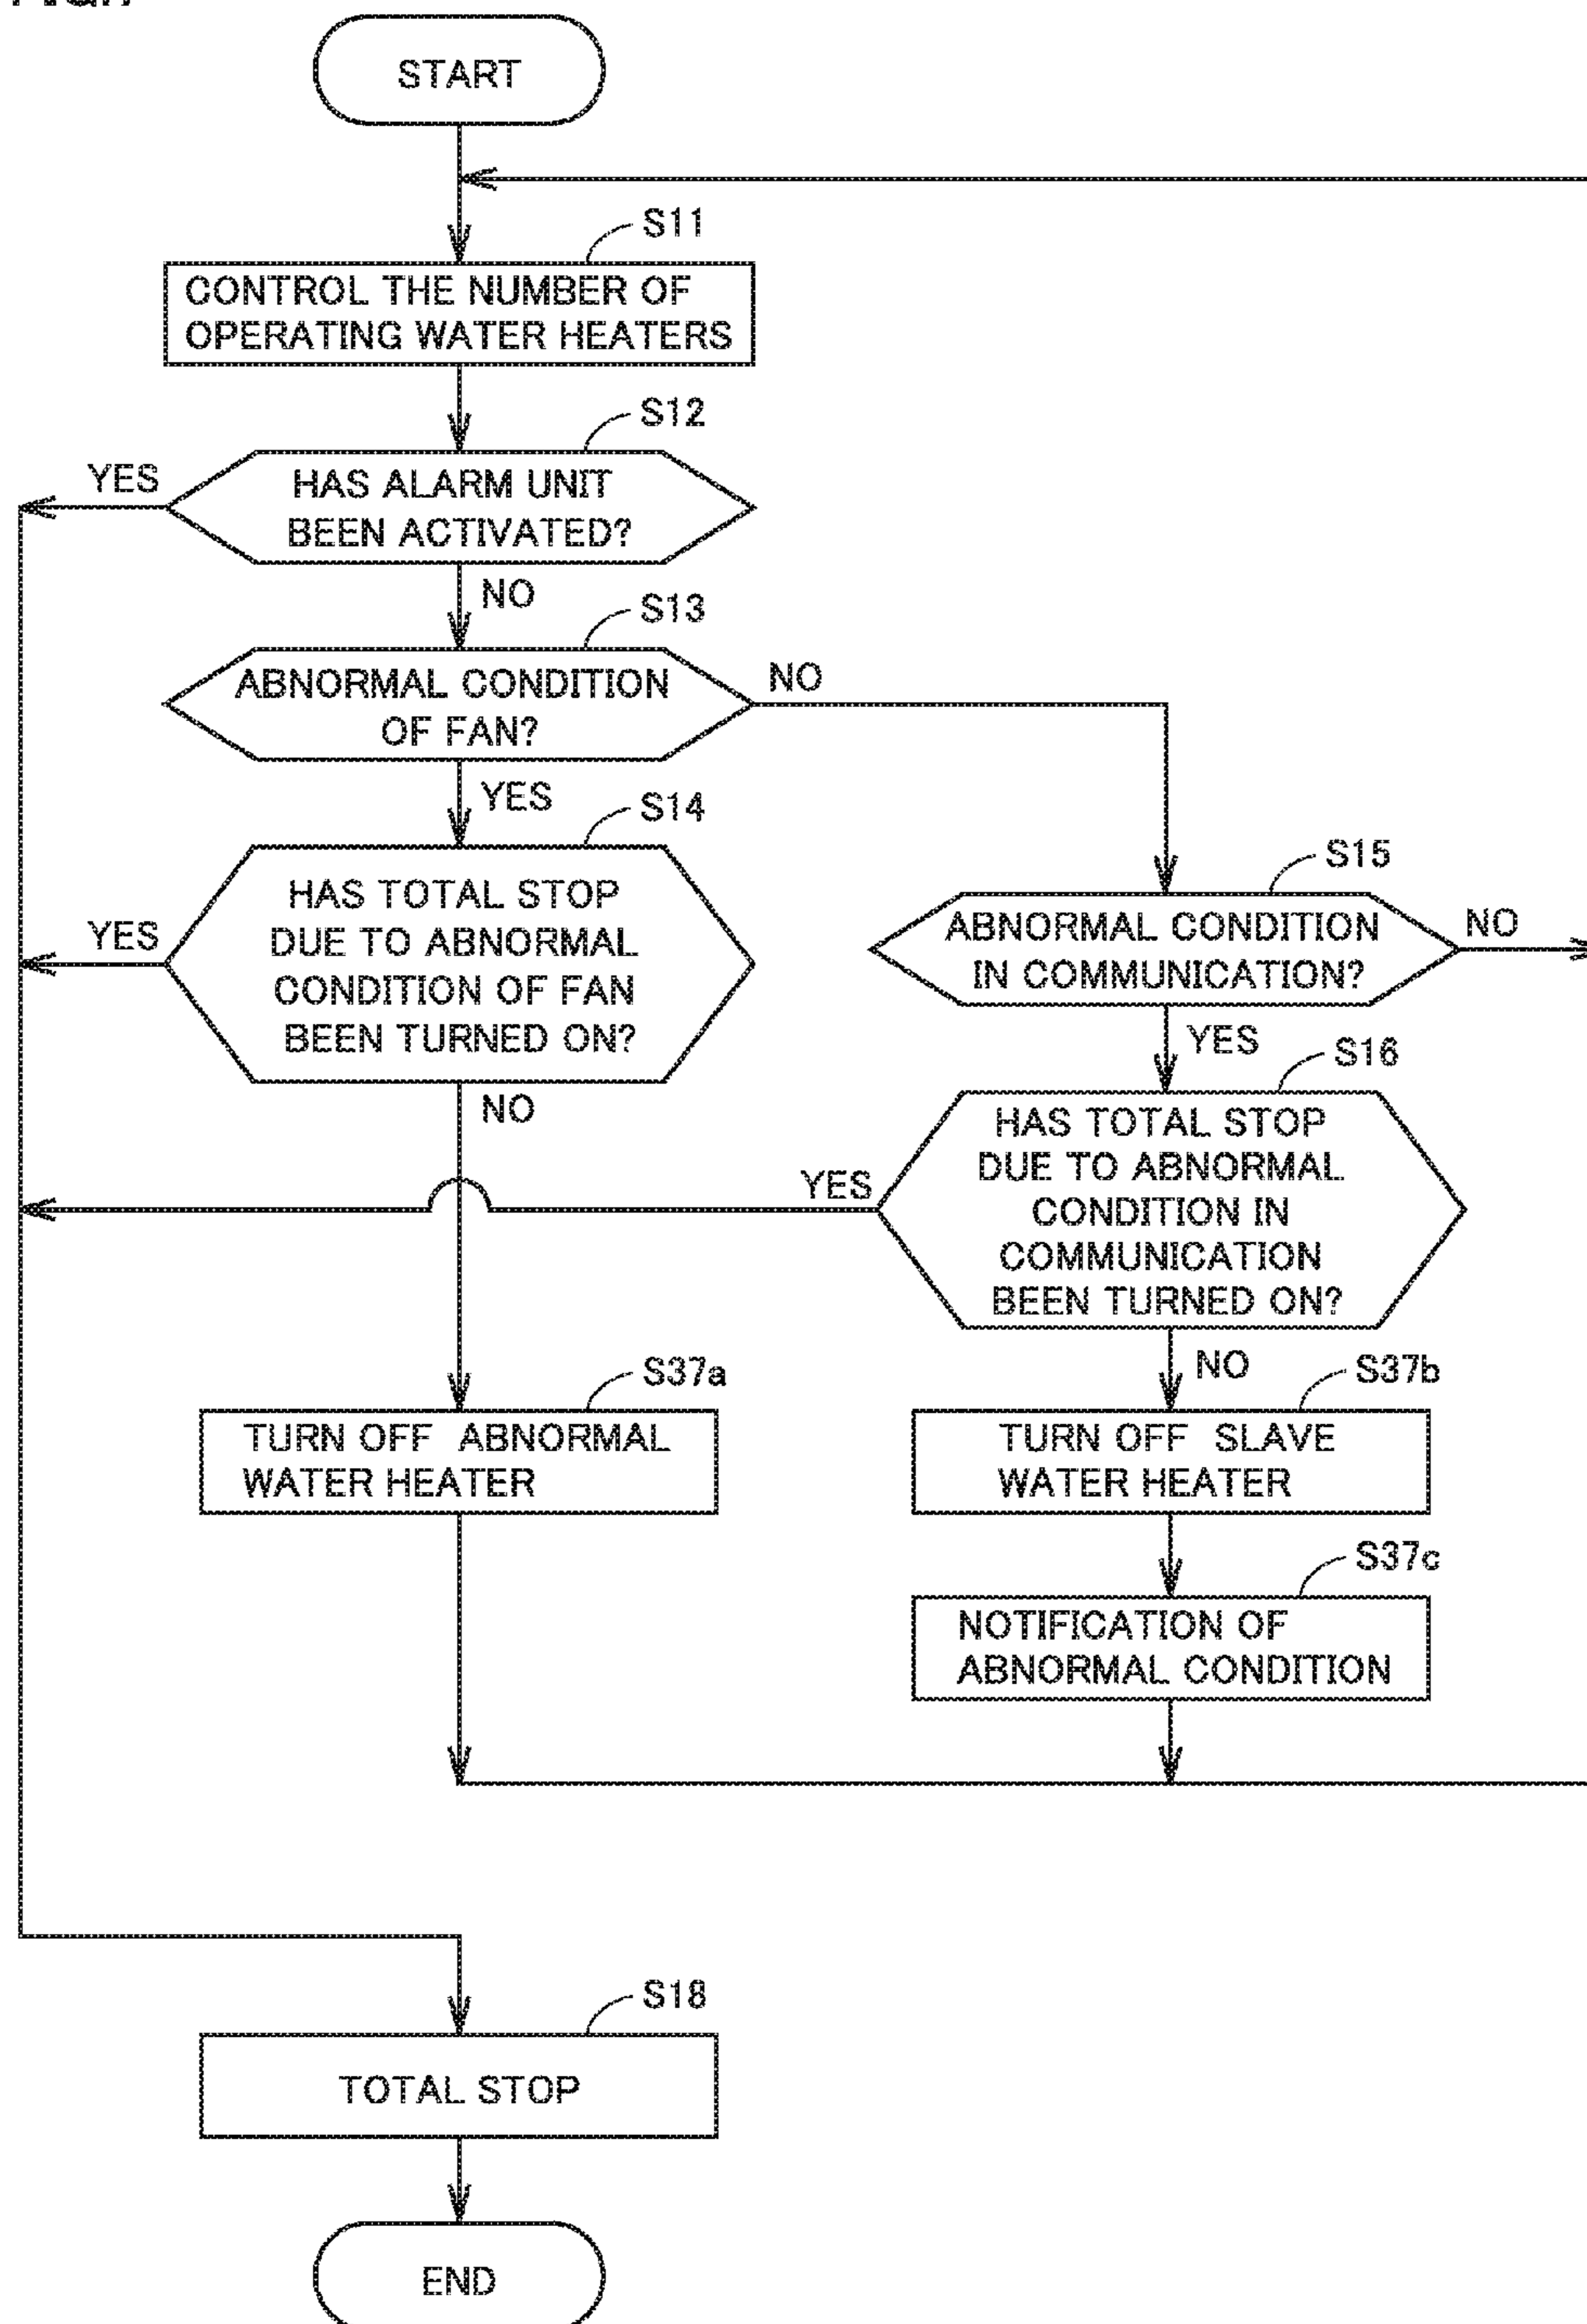 START
S11
CONTROL THE NUMBER OF
OPERATING WATER HEATERS
S12
YES
HAS ALARM UNIT
BEEN ACTIVATED?
NO
S13
ABNORMAL CONDITION
OF FAN?
NO
YES
S14
HAS TOTAL STOP
DUE TO ABNORMAL
CONDITION OF FAN
BEEN TURNED ON?
YES
NO
S15
ABNORMAL CONDITION
IN COMMUNICATION?
NO
YES
S16
HAS TOTAL STOP
DUE TO ABNORMAL
CONDITION IN
COMMUNICATION
BEEN TURNED ON?
YES
NO
S37a
TURN OFF ABNORMAL
WATER HEATER
S37b
TURN OFF SLAVE
WATER HEATER
S37c
NOTIFICATION OF
ABNORMAL CONDITION
S18
TOTAL STOP
END